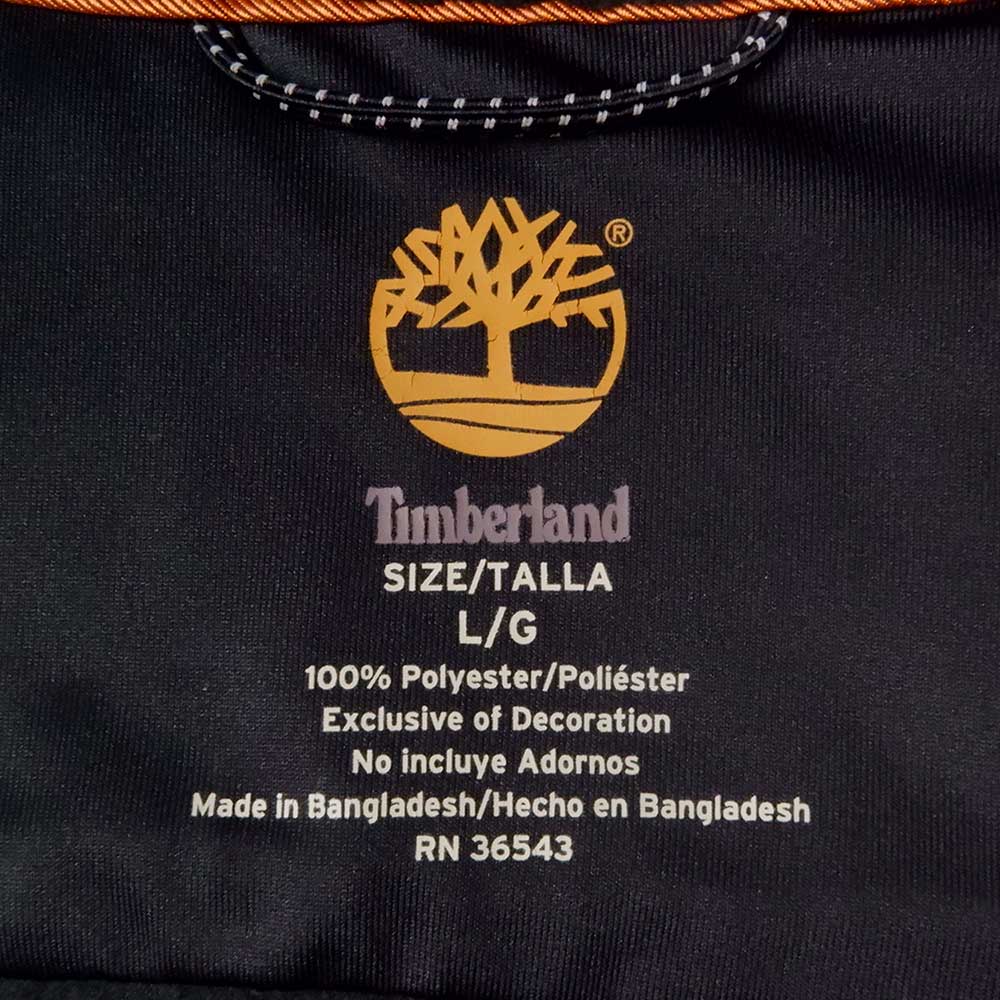 ®
Timberland
SIZE/TALLA
L/G
100% Polyester/Poliéster
Exclusive of Decoration
No incluye Adornos
Made in Bangladesh/Hecho en Bangladesh
RN 36543